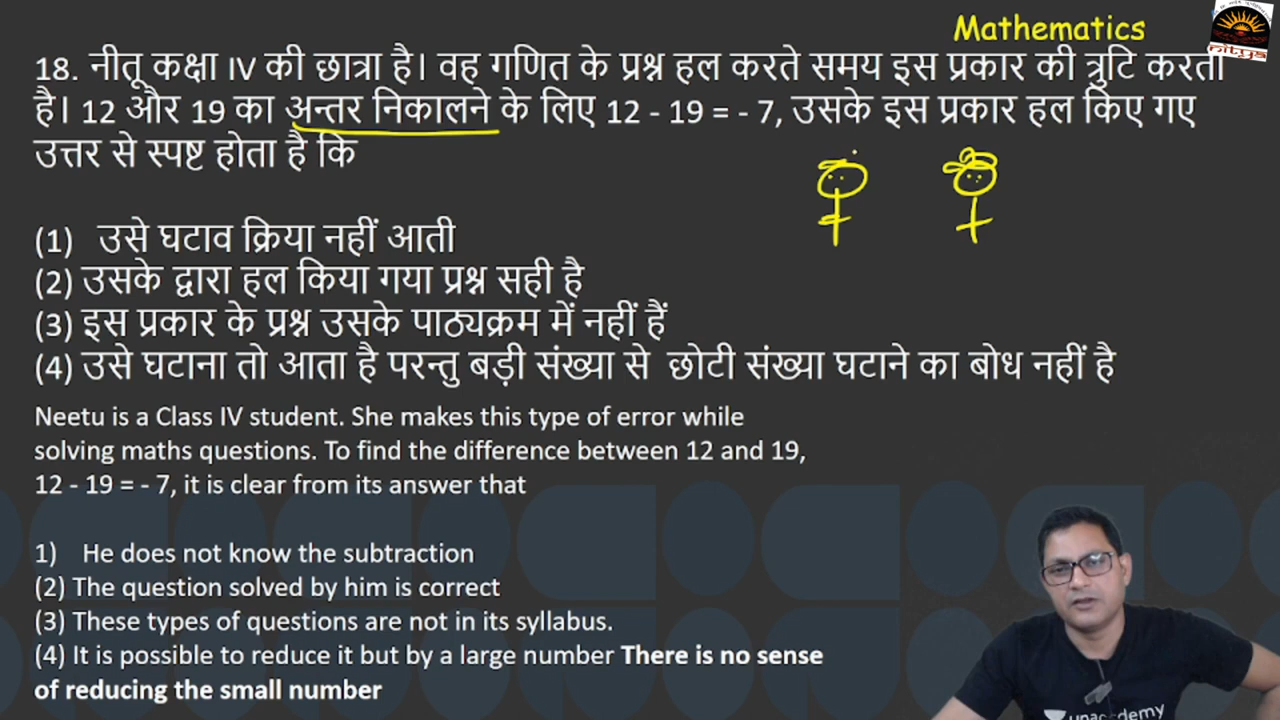 Mathematics
nitya
18. नीतू कक्षा IV की छात्रा है। वह गणित के प्रश्न हल करते समय इस प्रकार की त्रुटि करती
है। 12 और 19 का अन्तर निकालने के लिए 12 - 19 = - 7, उसके इस प्रकार हल किए गए
उत्तर से स्पष्ट होता है कि
(1) उसे घटाव क्रिया नहीं आती
(2) उसके द्वारा हल किया गया प्रश्न सही है
(3) इस प्रकार के प्रश्न उसके पाठ्यक्रम में नहीं हैं
(4) उसे घटाना तो आता है परन्तु बड़ी संख्या से छोटी संख्या घटाने का बोध नहीं है
Neetu is a Class IV student. She makes this type of error while
solving maths questions. To find the difference between 12 and 19,
12 - 19 = - 7, it is clear from its answer that
1) He does not know the subtraction
(2) The question solved by him is correct
(3) These types of questions are not in its syllabus.
(4) It is possible to reduce it but by a large number There is no sense
of reducing the small number
unacademy